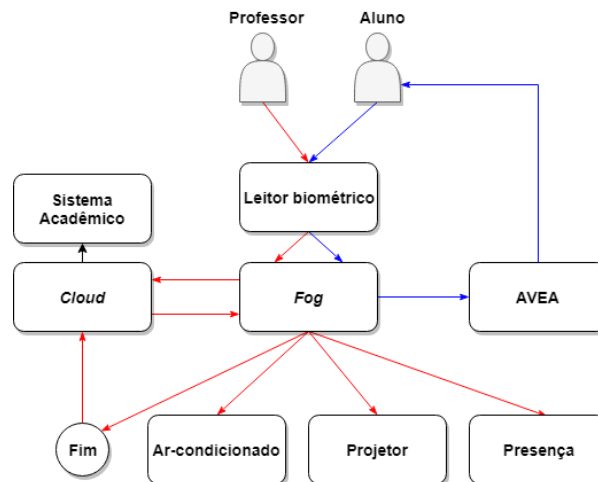 Professor
Aluno
Leitor biométrico
Sistema
Acadêmico
Cloud
Fog
AVEA
Fim
Ar-condicionado
Projetor
Presença